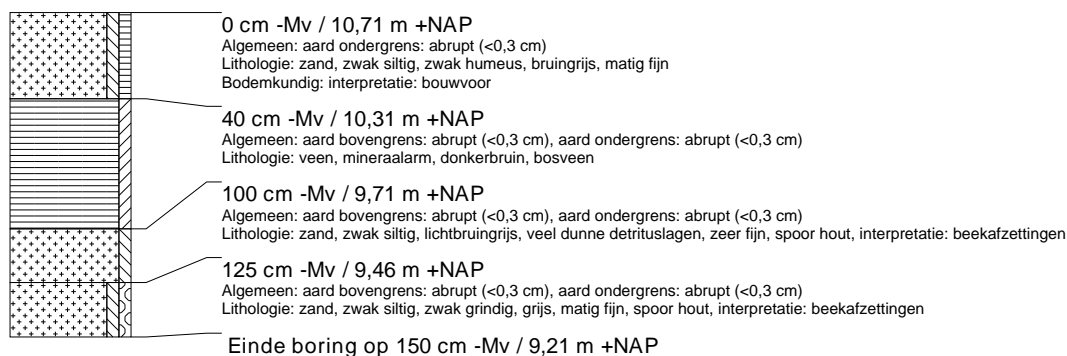 0 cm -Mv / 10,71 m +NAP
Algemeen: aard ondergrens: abrupt (<0,3 cm)
Lithologie: zand, zwak siltig, zwak humeus, bruingrijs, matig fijn
Bodemkundig: interpretatie: bouwvoor
40 cm -Mv / 10,31 m +NAP
Algemeen: aard bovengrens: abrupt (<0,3 cm), aard ondergrens: abrupt (<0,3 cm)
Lithologie: veen, mineraalarm, donkerbruin, bosveen
100 cm -Mv / 9,71 m +NAP
Algemeen: aard bovengrens: abrupt (<0,3 cm), aard ondergrens: abrupt (<0,3 cm)
Lithologie: zand, zwak siltig, lichtbruingrijs, veel dunne detrituslagen, zeer fijn, spoor hout, interpretatie: beekafzettingen
125 cm -Mv / 9,46 m +NAP
Algemeen: aard bovengrens: abrupt (<0,3 cm), aard ondergrens: abrupt (<0,3 cm)
Lithologie: zand, zwak siltig, zwak grindig, grijs, matig fijn, spoor hout, interpretatie: beekafzettingen
Einde boring op 150 cm -Mv / 9,21 m +NAP